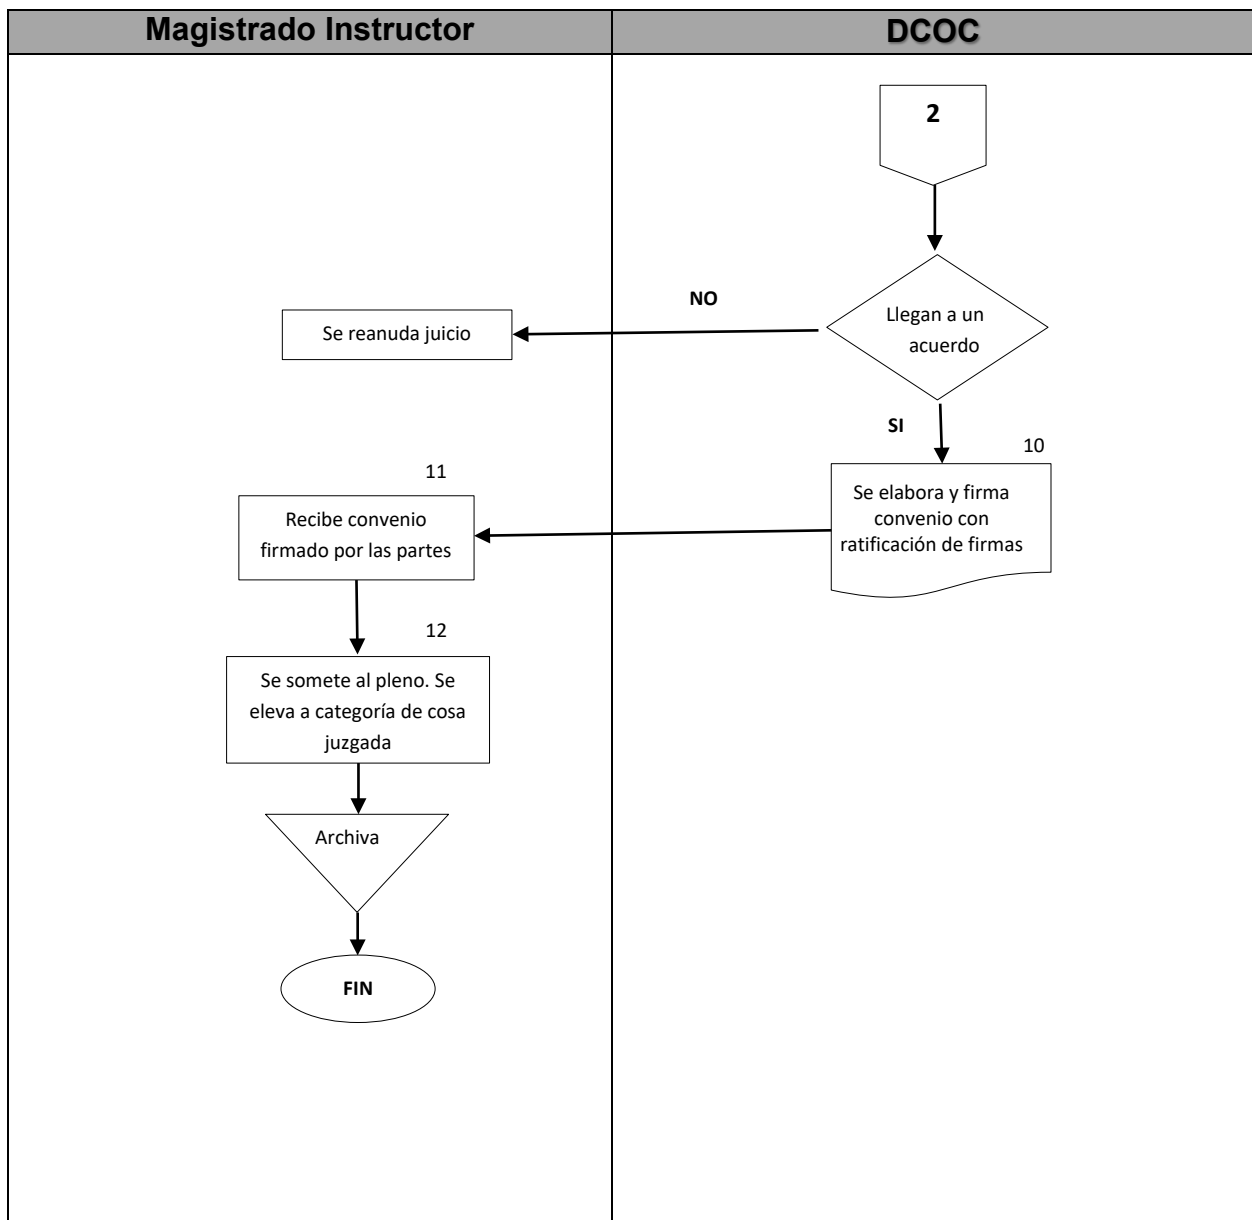 Magistrado Instructor
DCOC
2
Llegan a un
acuerdo
NO
Se reanuda juicio
SI
10
Se elabora y firma
convenio con
ratificación de firmas
11
Recibe convenio
firmado por las partes
12
Se somete al pleno. Se
eleva a categoría de cosa
juzgada
Archiva
FIN